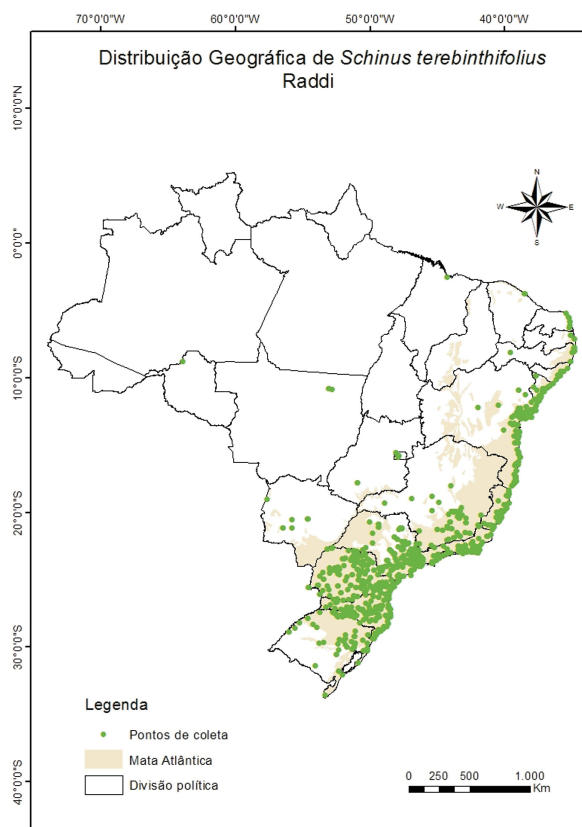 70°0'0"W 60°0'0"W 50°0'0"W 40°0'0"W
Distribuição Geográfica de Schinus terebinthifolius
Raddi
10°0'0"N
0°0'0"
10°0'0"S
20°0'0"S
30°0'0"S
40°0'0"S
N
W E
S
Legenda
Pontos de coleta
Mata Atlântica
Divisão política
0 250 500 1.000
Km